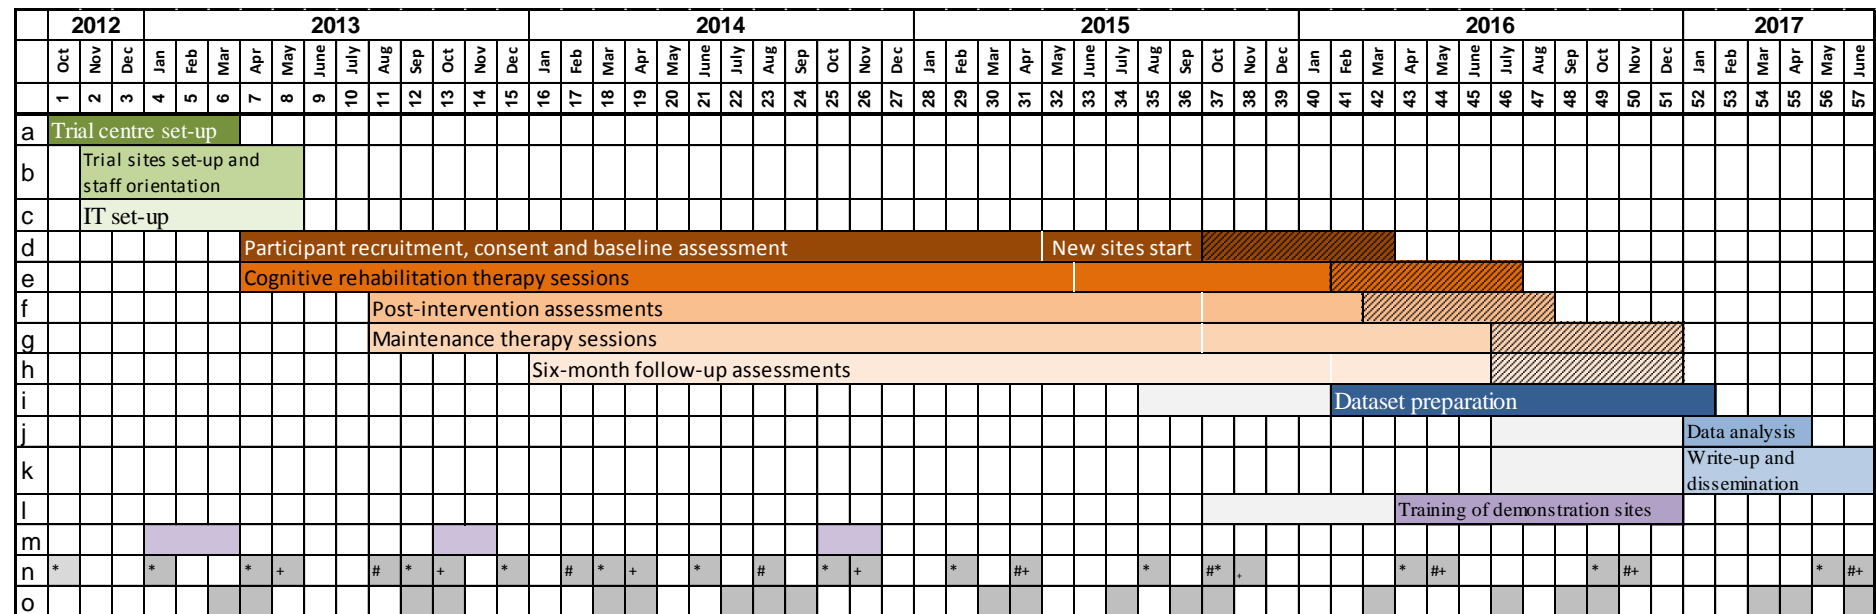 2012 2013 2014 2015 2016 2017
Oct Nov Dec Jan Feb Mar Apr May June July Aug Sep Oct Nov Dec Jan Feb Mar Apr May June July Aug Sep Oct Nov Dec Jan Feb Mar Apr May June July Aug Sep Oct Nov Dec Jan Feb Mar Apr May June July Aug Sep Oct Nov Dec Jan Feb Mar Apr May June
1 2 3 4 5 6 7 8 9 10 11 12 13 14 15 16 17 18 19 20 21 22 23 24 25 26 27 28 29 30 31 32 33 34 35 36 37 38 39 40 41 42 43 44 45 46 47 48 49 50 51 52 53 54 55 56 57
a Trial centre set-up
b Trial sites set-up and
staff orientation
c IT set-up
d Participant recruitment, consent and baseline assessment New sites start
e Cognitive rehabilitation therapy sessions
f Post-intervention assessments
g Maintenance therapy sessions
h Six-month follow-up assessments
i Dataset preparation
j Data analysis
k Write-up and
dissemination
l Training of demonstration sites
m
n * * * + # * + * # * + * # * + * #+ * #* + * #+ * #+ * #+
o